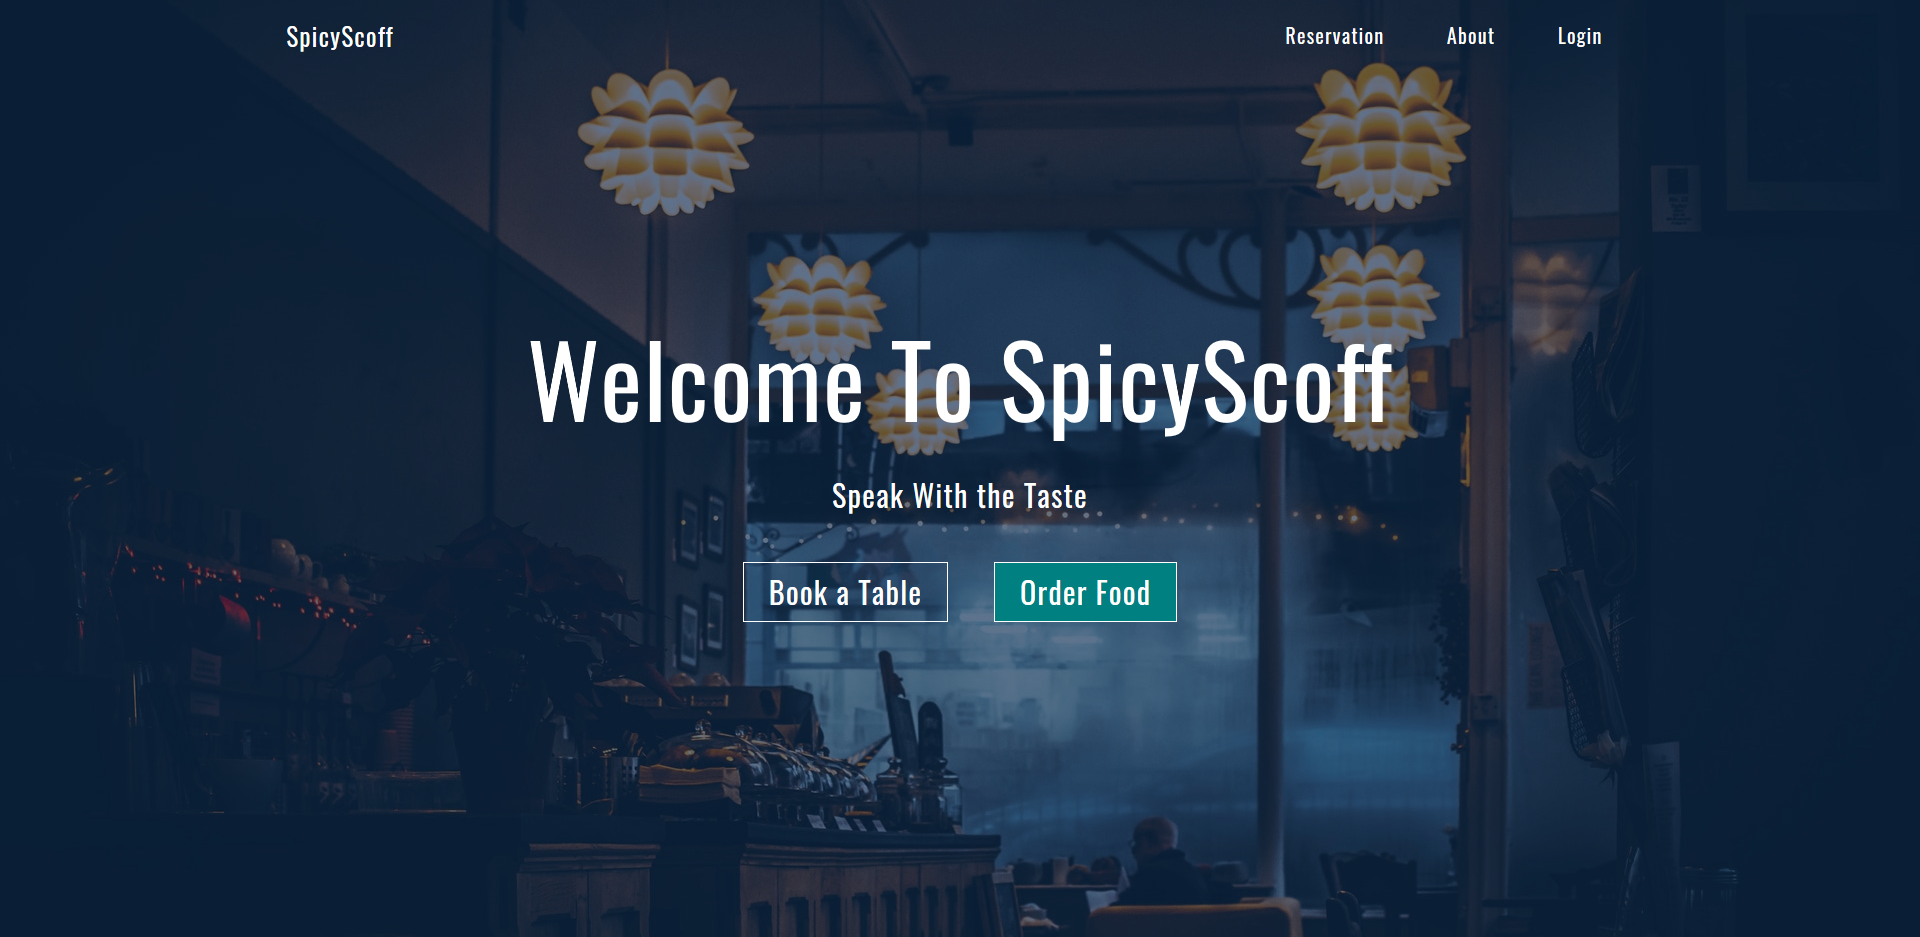 SpicyScoff
Reservation About Login
Welcome To SpicyScoff
Speak With the Taste
Book a Table Order Food